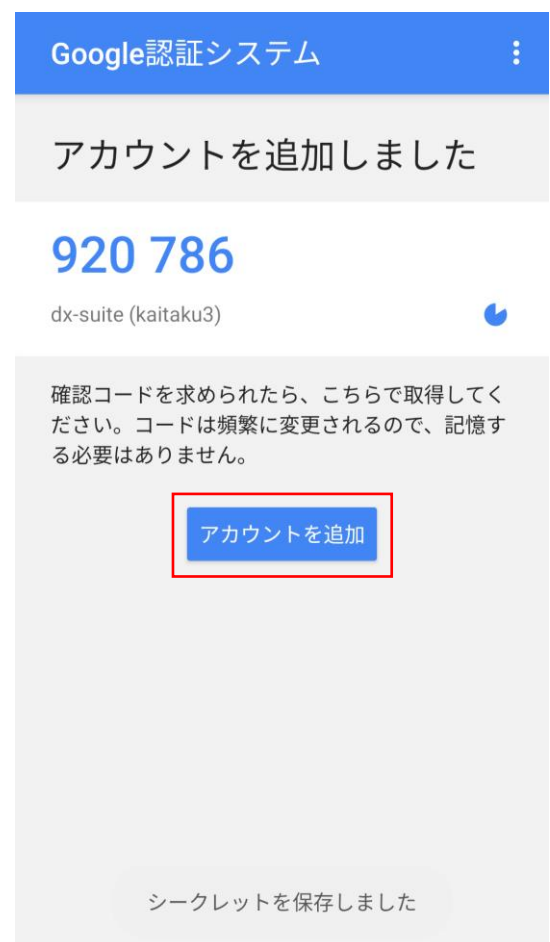 Google認証システム
アカウントを追加しました
920 786
dx-suite (kaitaku3)
確認コードを求められたら、こちらで取得してく
ださい。コードは頻繁に変更されるので、記憶す
る必要はありません。
アカウントを追加
シークレットを保存しました